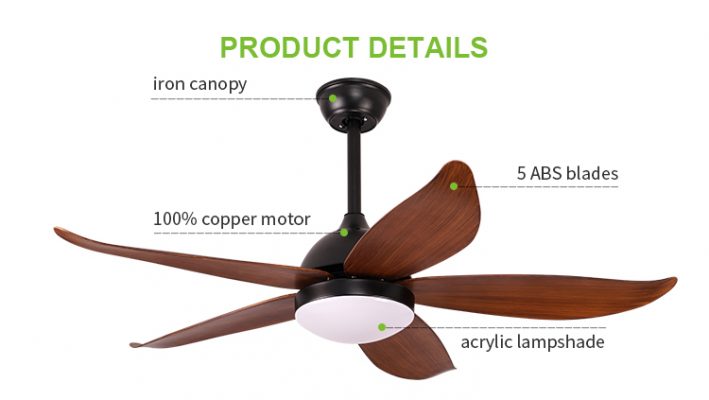 PRODUCT DETAILS
iron canopy
5 ABS blades
100% copper motor
acrylic lampshade